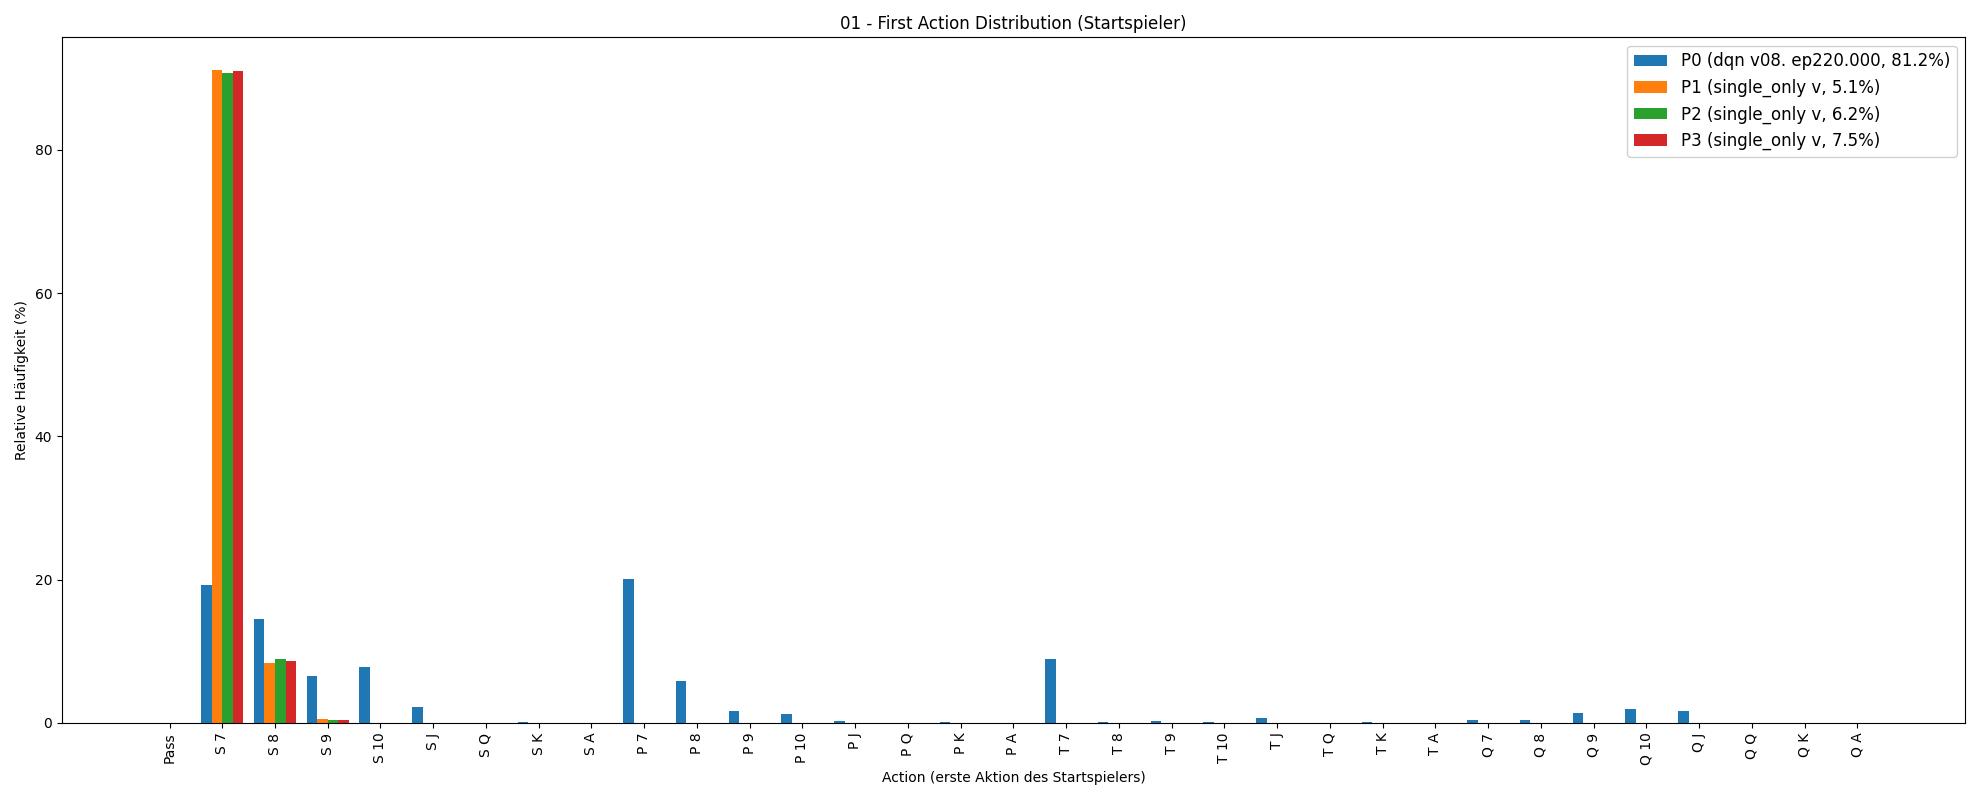 01 - First Action Distribution (Startspieler)
P0 (dqn v08. ep220.000, 81.2%)
P1 (single_only v, 5.1%)
P2 (single_only v, 6.2%)
P3 (single_only v, 7.5%)
Relative Häufigkeit (%)
80
60
40
20
0
Pass
S 7
S 8
S 9
S 10
S J
S Q
S K
S A
P 7
P 8
P 9
P 10
P J
P Q
P K
P A
T 7
T 8
T 9
T 10
T J
T Q
T K
T A
Q 7
Q 8
Q 9
Q 10
Q J
Q Q
Q K
Q A
Action (erste Aktion des Startspielers)